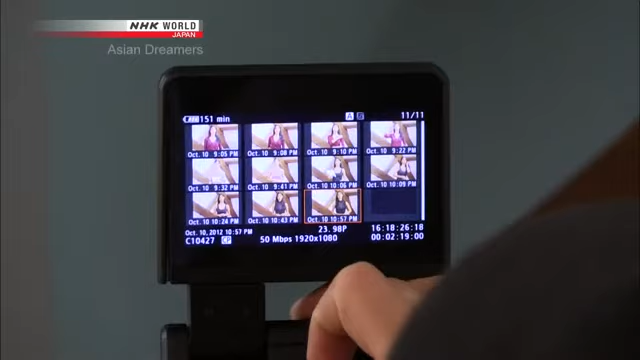 NHK WORLD
JAPAN
Asian Dreamers
151 min A B 11/11
Oct. 10 9:05 PM Oct. 10 9:08 PM Oct. 10 9:10 PM Oct. 10 9:22 PM
Oct. 10 9:32 PM Oct. 10 9:41 PM Oct. 10 10:06 PM Oct. 10 10:09 PM
Oct. 10 10:24 PM Oct. 10 10:43 PM Oct. 10 10:57 PM
23.98P 16:18:26:18
Oct. 10, 2012 10:57 PM
C10427 CP 50 Mbps 1920x1080 00:02:19:00